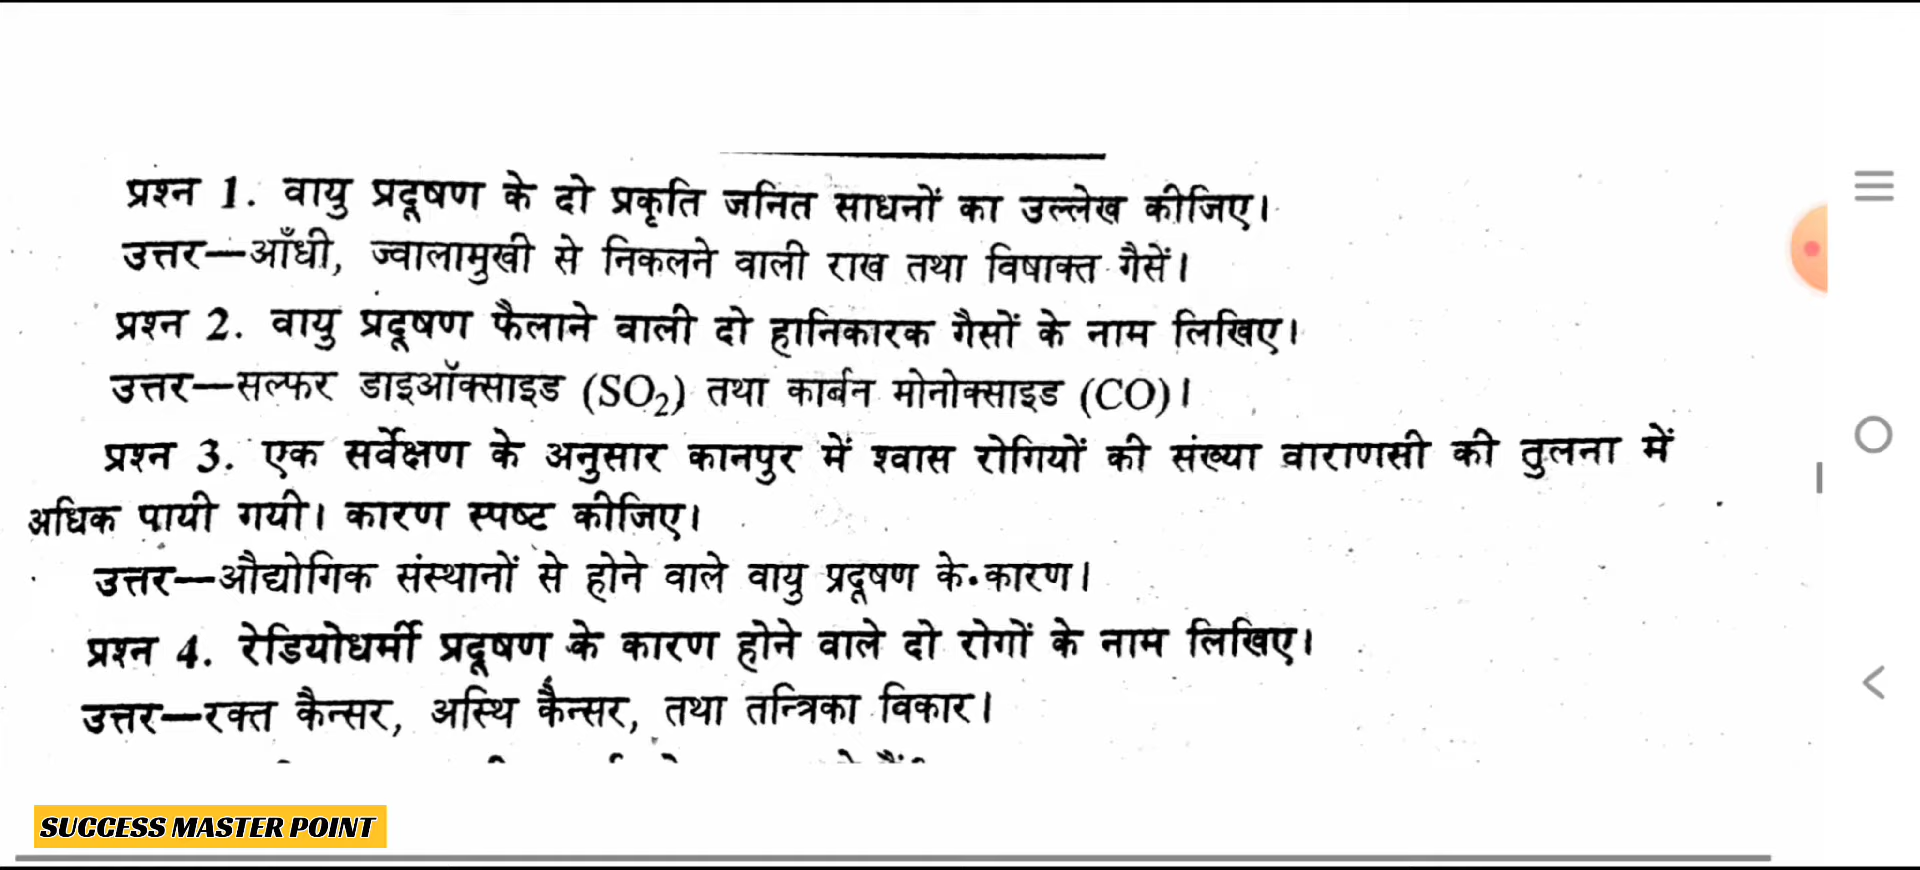 प्रश्न 1. वायु प्रदूषण के दो प्रकृति जनित साधनों का उल्लेख कीजिए।
उत्तर—आँधी, ज्वालामुखी से निकलने वाली राख तथा विषाक्त गैसें।
प्रश्न 2. वायु प्रदूषण फैलाने वाली दो हानिकारक गैसों के नाम लिखिए।
उत्तर—सल्फर डाइऑक्साइड (SO₂) तथा कार्बन मोनोक्साइड (CO)।
प्रश्न 3. एक सर्वेक्षण के अनुसार कानपुर में श्वास रोगियों की संख्या वाराणसी की तुलना में
अधिक पायी गयी। कारण स्पष्ट कीजिए।
उत्तर—औद्योगिक संस्थानों से होने वाले वायु प्रदूषण के कारण।
प्रश्न 4. रेडियोधर्मी प्रदूषण के कारण होने वाले दो रोगों के नाम लिखिए।
उत्तर—रक्त कैन्सर, अस्थि कैन्सर, तथा तन्त्रिका विकार।
SUCCESS MASTER POINT